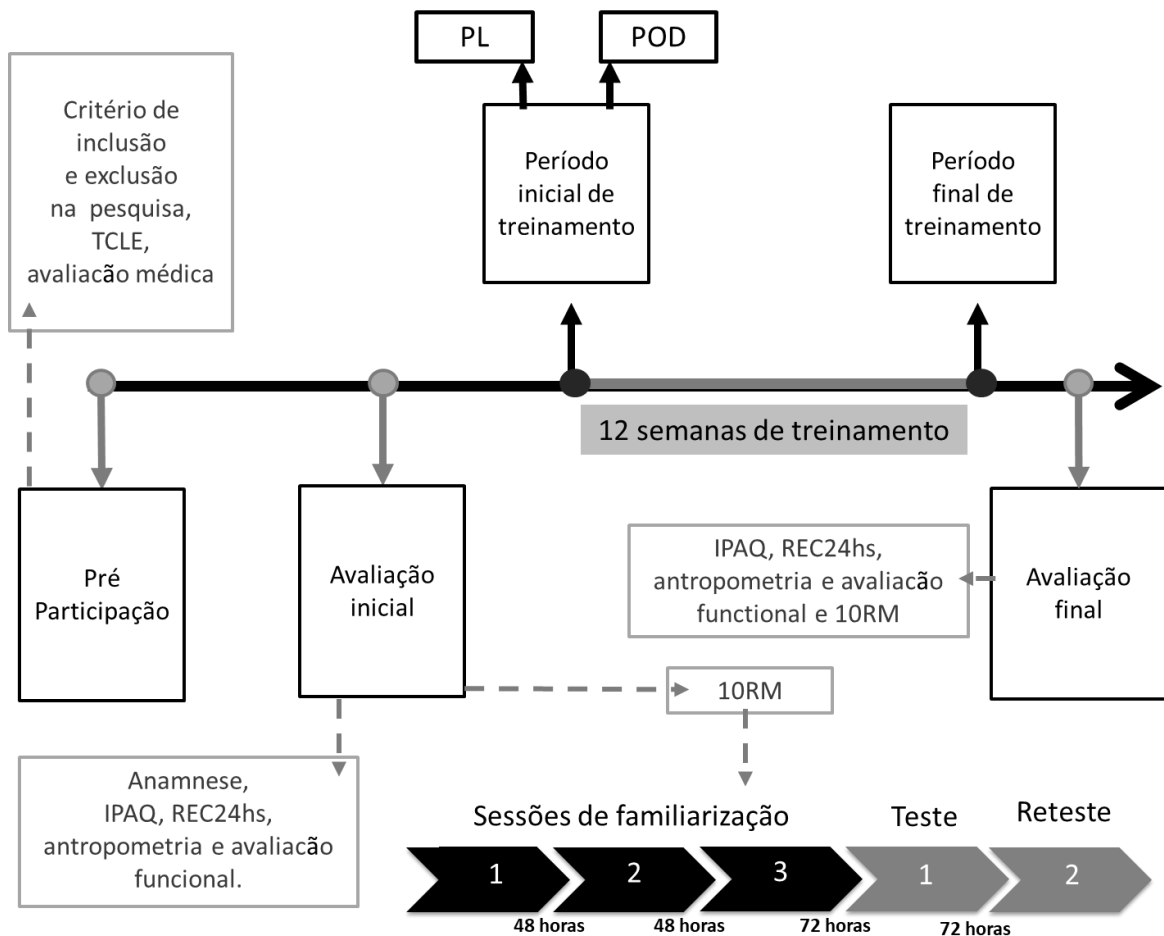 PL
POD
Critério de
inclusão
e exclusão
na pesquisa,
TCLE,
avaliacão médica
Período
inicial de
treinamento
Período
final de
treinamento
12 semanas de treinamento
Pré
Participação
Avaliação
inicial
IPAQ, REC24hs,
antropometria e avaliacão
functional e 10RM
Avaliação
final
10RM
Anamnese,
IPAQ, REC24hs,
antropometria e avaliacão
funcional.
Sessões de familiarização
Teste
Reteste
1
2
3
1
2
48 horas
48 horas
72 horas
72 horas